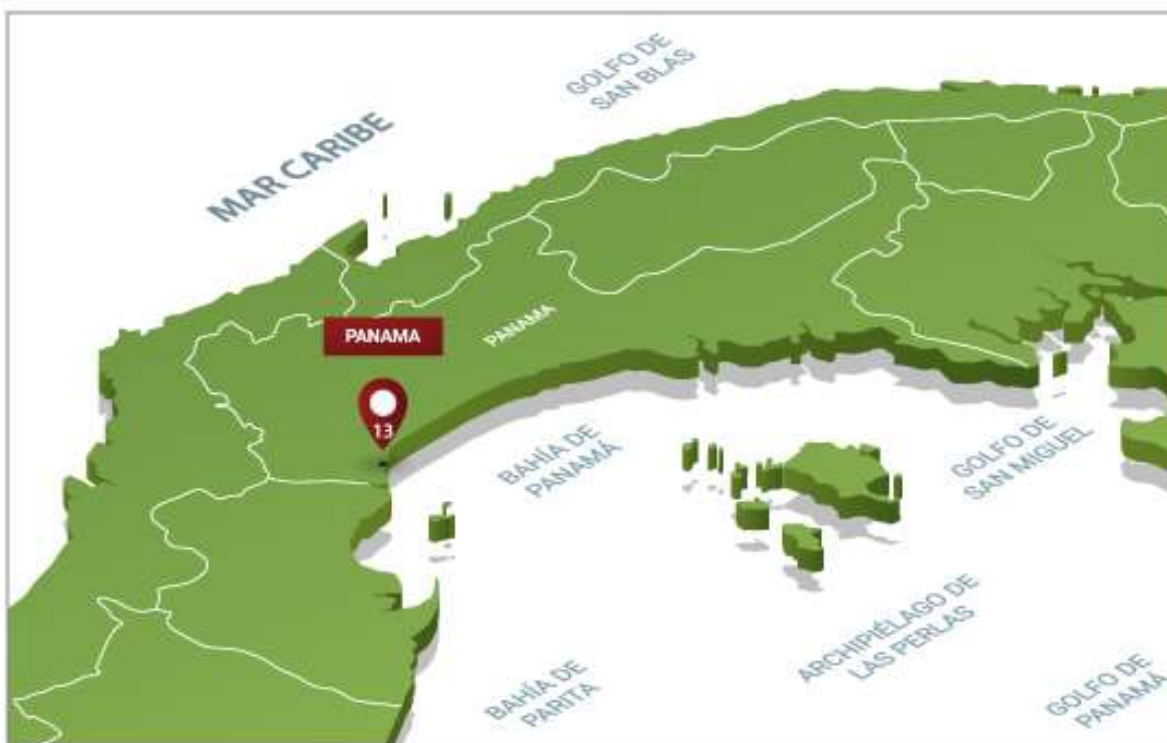 GOLFO DE
SAN BLAS
MAR CARIBE
PANAMA
PANAMA
13
BAHÍA DE
PANAMÁ
GOLFO DE
SAN MIGUEL
ARCHIPIÉLAGO DE
LAS PERLAS
BAHÍA DE
PARITA
GOLFO DE
PANAMÁ